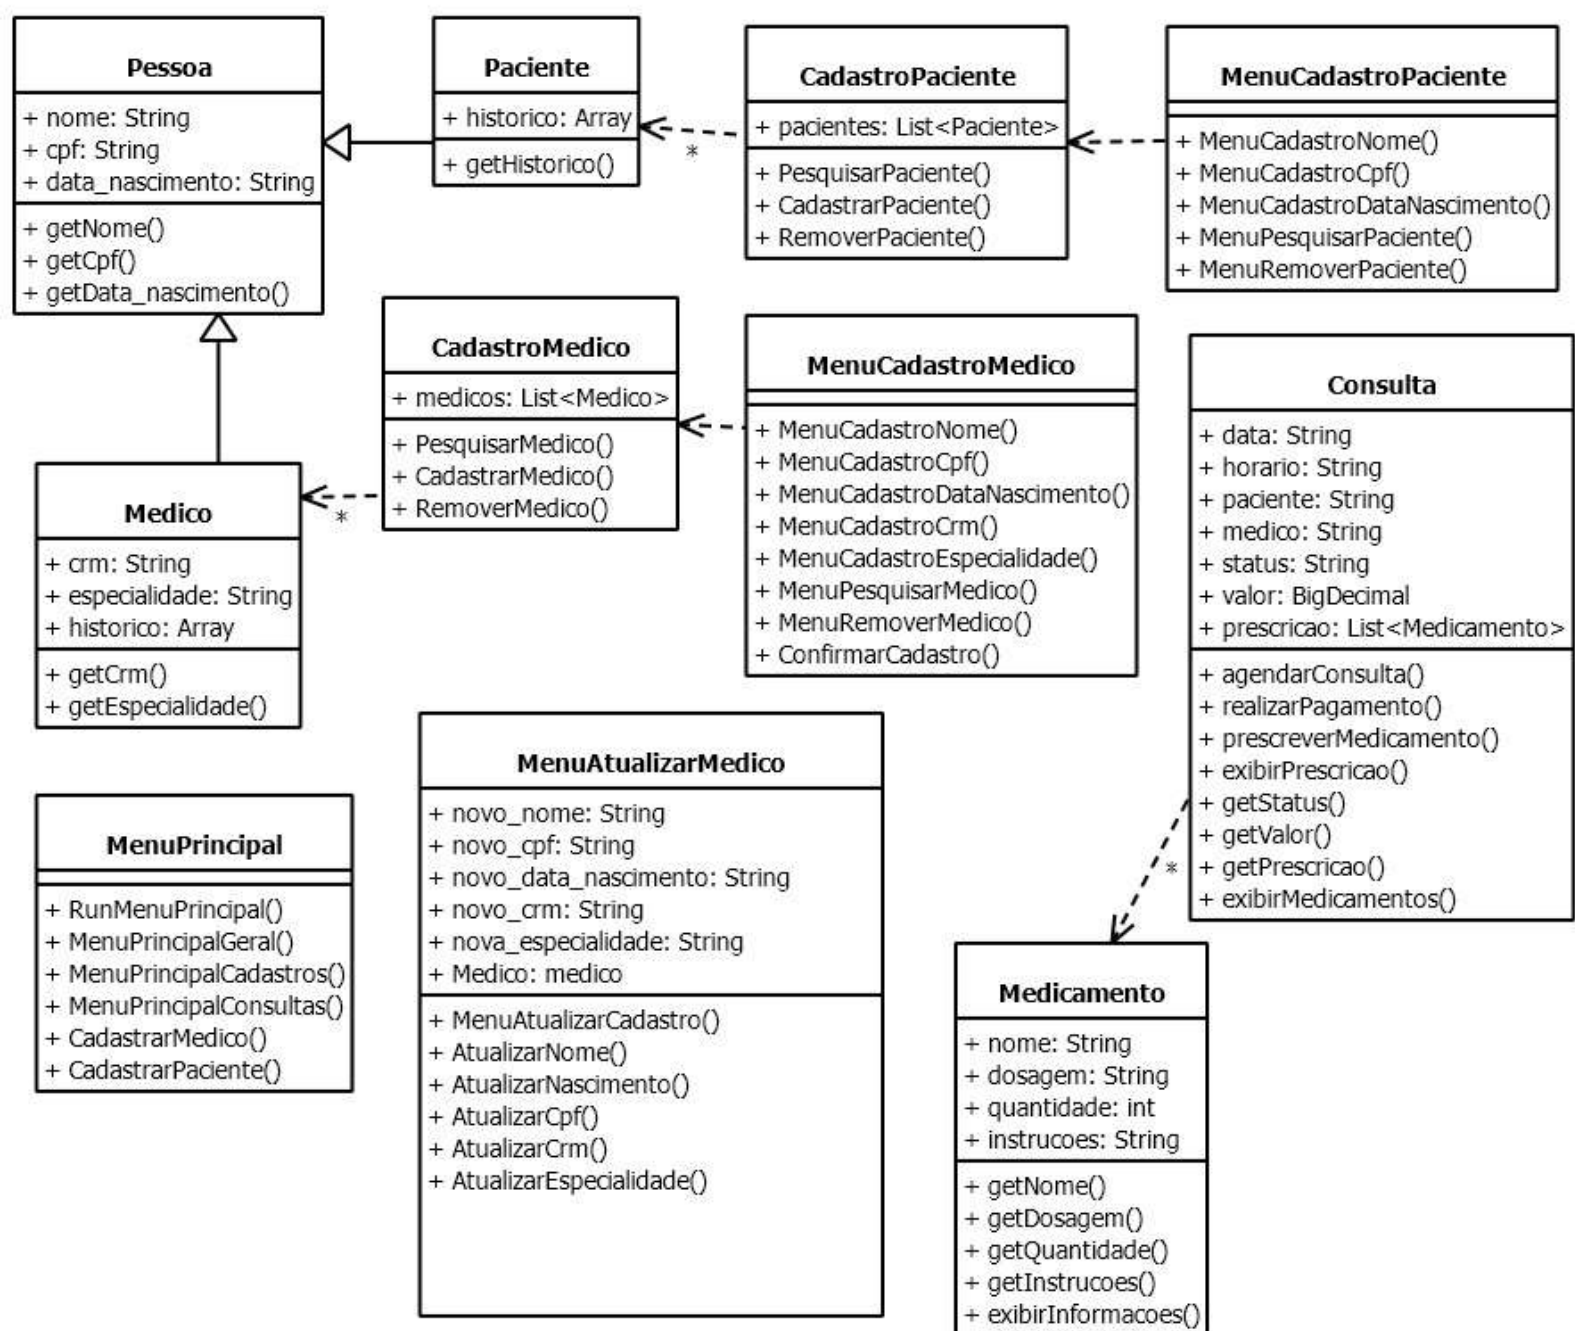 Pessoa
+ nome: String
+ cpf: String
+ data_nascimento: String
+ getNome()
+ getCpf()
+ getData_nascimento()
Paciente
+ historico: Array
+ getHistorico()
*
CadastroPaciente
+ pacientes: List<Paciente>
+ PesquisarPaciente()
+ CadastrarPaciente()
+ RemoverPaciente()
MenuCadastroPaciente
+ MenuCadastroNome()
+ MenuCadastroCpf()
+ MenuCadastroDataNascimento()
+ MenuPesquisarPaciente()
+ MenuRemoverPaciente()
Medico
+ crm: String
+ especialidade: String
+ historico: Array
+ getCrm()
+ getEspecialidade()
*
CadastroMedico
+ medicos: List<Medico>
+ PesquisarMedico()
+ CadastrarMedico()
+ RemoverMedico()
MenuCadastroMedico
+ MenuCadastroNome()
+ MenuCadastroCpf()
+ MenuCadastroDataNascimento()
+ MenuCadastroCrm()
+ MenuCadastroEspecialidade()
+ MenuPesquisarMedico()
+ MenuRemoverMedico()
+ ConfirmarCadastro()
Consulta
+ data: String
+ horario: String
+ paciente: String
+ medico: String
+ status: String
+ valor: BigDecimal
+ prescricao: List<Medicamento>
+ agendarConsulta()
+ realizarPagamento()
+ prescreverMedicamento()
+ exibirPrescricao()
+ getStatus()
+ getValor()
+ getPrescricao()
+ exibirMedicamentos()
*
MenuPrincipal
+ RunMenuPrincipal()
+ MenuPrincipalGeral()
+ MenuPrincipalCadastros()
+ MenuPrincipalConsultas()
+ CadastrarMedico()
+ CadastrarPaciente()
MenuAtualizarMedico
+ novo_nome: String
+ novo_cpf: String
+ novo_data_nascimento: String
+ novo_crm: String
+ nova_especialidade: String
+ Medico: medico
+ MenuAtualizarCadastro()
+ AtualizarNome()
+ AtualizarNascimento()
+ AtualizarCpf()
+ AtualizarCrm()
+ AtualizarEspecialidade()
Medicamento
+ nome: String
+ dosagem: String
+ quantidade: int
+ instrucoes: String
+ getNome()
+ getDosagem()
+ getQuantidade()
+ getInstrucoes()
+ exibirInformacoes()